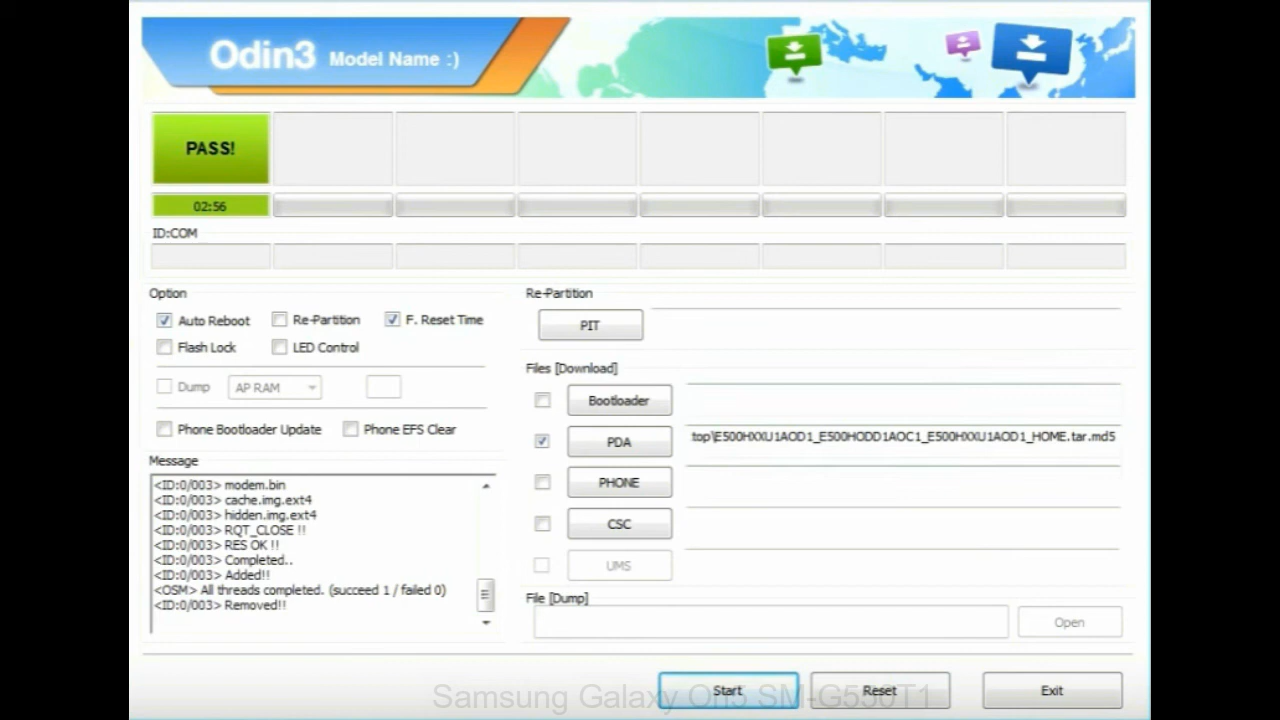 Odin3 Model Name :)
PASS!
02:56
ID:COM
Option
Auto Reboot Re-Partition F. Reset Time
Flash Lock LED Control
Dump AP RAM
Phone Bootloader Update Phone EFS Clear
Message
<ID:0/003> modem.bin
<ID:0/003> cache.img.ext4
<ID:0/003> hidden.img.ext4
<ID:0/003> RQT_CLOSE !!
<ID:0/003> RES OK !!
<ID:0/003> Completed..
<ID:0/003> Added!!
<OSM> All threads completed. (succeed 1 / failed 0)
<ID:0/003> Removed!!
Re-Partition
PIT
Files [Download]
Bootloader
PDA top\E500HXXU1AOD1_E500HODD1AOC1_E500HXXU1AOD1_HOME.tar.md5
PHONE
CSC
UMS
File [Dump]
Open
Start Reset Exit
Samsung Galaxy On5 SM-G550T1